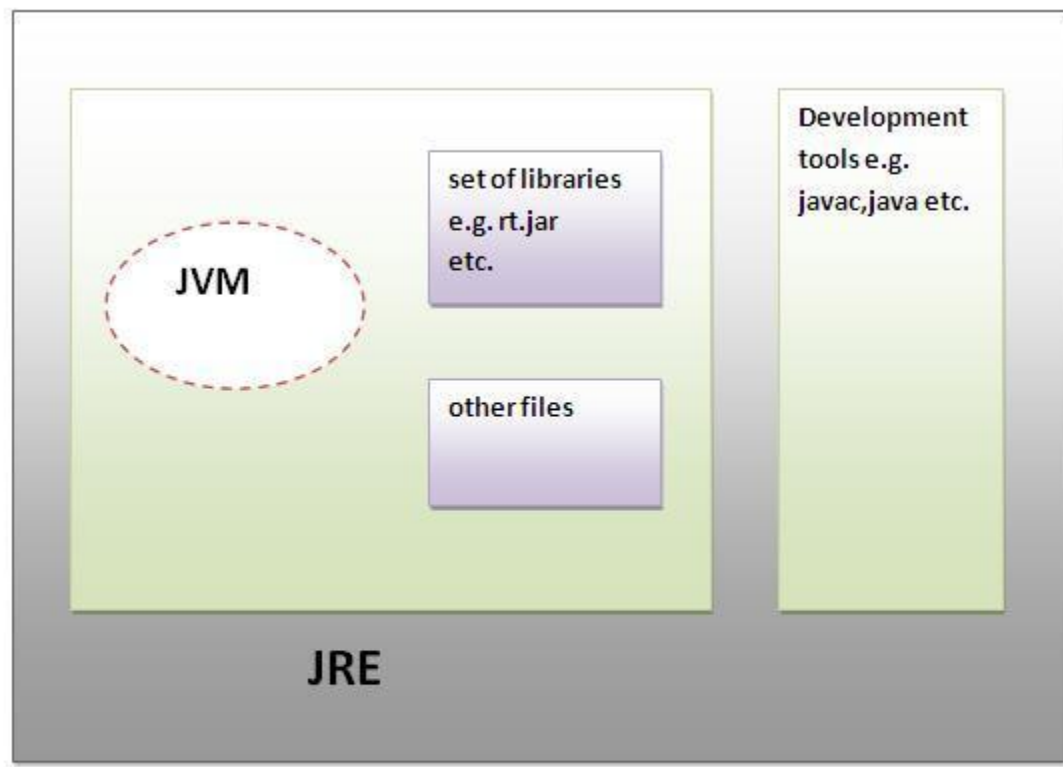 JVM
set of libraries
e.g. rt.jar
etc.
other files
Development
tools e.g.
javac,java etc.
JRE